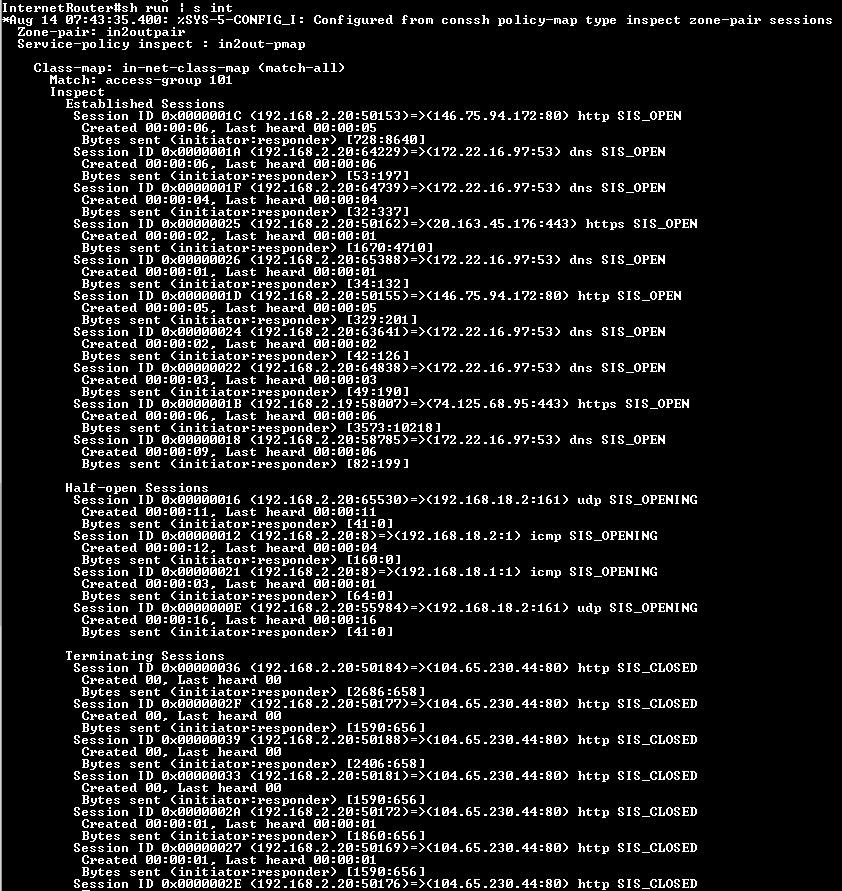 InternetRouter#sh run | s int
*Aug 14 07:43:35.400: %SYS-5-CONFIG_I: Configured from conssh policy-map type inspect zone-pair sessions
Zone-pair: in2outpair
Service-policy inspect : in2out-pmap
Class-map: in-net-class-map (match-all)
Match: access-group 101
Inspect
Established Sessions
Session ID 0x0000001C (192.168.2.20:50153)=>(146.75.94.172:80) http SIS_OPEN
Created 00:00:06, Last heard 00:00:05
Bytes sent (initiator:responder) [728:8640]
Session ID 0x0000001A (192.168.2.20:64229)=>(172.22.16.97:53) dns SIS_OPEN
Created 00:00:06, Last heard 00:00:06
Bytes sent (initiator:responder) [53:197]
Session ID 0x0000001F (192.168.2.20:64739)=>(172.22.16.97:53) dns SIS_OPEN
Created 00:00:04, Last heard 00:00:04
Bytes sent (initiator:responder) [32:337]
Session ID 0x00000025 (192.168.2.20:50162)=>(20.163.45.176:443) https SIS_OPEN
Created 00:00:02, Last heard 00:00:01
Bytes sent (initiator:responder) [1670:4710]
Session ID 0x00000026 (192.168.2.20:65388)=>(172.22.16.97:53) dns SIS_OPEN
Created 00:00:01, Last heard 00:00:01
Bytes sent (initiator:responder) [34:132]
Session ID 0x0000001D (192.168.2.20:50155)=>(146.75.94.172:80) http SIS_OPEN
Created 00:00:05, Last heard 00:00:05
Bytes sent (initiator:responder) [329:201]
Session ID 0x00000024 (192.168.2.20:63641)=>(172.22.16.97:53) dns SIS_OPEN
Created 00:00:02, Last heard 00:00:02
Bytes sent (initiator:responder) [42:126]
Session ID 0x00000022 (192.168.2.20:64838)=>(172.22.16.97:53) dns SIS_OPEN
Created 00:00:03, Last heard 00:00:03
Bytes sent (initiator:responder) [49:190]
Session ID 0x0000001B (192.168.2.19:58007)=>(74.125.68.95:443) https SIS_OPEN
Created 00:00:06, Last heard 00:00:06
Bytes sent (initiator:responder) [3573:10218]
Session ID 0x00000018 (192.168.2.20:58785)=>(172.22.16.97:53) dns SIS_OPEN
Created 00:00:09, Last heard 00:00:06
Bytes sent (initiator:responder) [82:199]
Half-open Sessions
Session ID 0x00000016 (192.168.2.20:65530)=>(192.168.18.2:161) udp SIS_OPENING
Created 00:00:11, Last heard 00:00:11
Bytes sent (initiator:responder) [41:0]
Session ID 0x00000012 (192.168.2.20:8)=>(192.168.18.2:1) icmp SIS_OPENING
Created 00:00:12, Last heard 00:00:04
Bytes sent (initiator:responder) [160:0]
Session ID 0x00000021 (192.168.2.20:8)=>(192.168.18.1:1) icmp SIS_OPENING
Created 00:00:03, Last heard 00:00:01
Bytes sent (initiator:responder) [64:0]
Session ID 0x0000000E (192.168.2.20:55984)=>(192.168.18.2:161) udp SIS_OPENING
Created 00:00:16, Last heard 00:00:16
Bytes sent (initiator:responder) [41:0]
Terminating Sessions
Session ID 0x00000036 (192.168.2.20:50184)=>(104.65.230.44:80) http SIS_CLOSED
Created 00, Last heard 00
Bytes sent (initiator:responder) [2686:658]
Session ID 0x0000002F (192.168.2.20:50177)=>(104.65.230.44:80) http SIS_CLOSED
Created 00, Last heard 00
Bytes sent (initiator:responder) [1590:656]
Session ID 0x00000039 (192.168.2.20:50188)=>(104.65.230.44:80) http SIS_CLOSED
Created 00, Last heard 00
Bytes sent (initiator:responder) [2406:658]
Session ID 0x00000033 (192.168.2.20:50181)=>(104.65.230.44:80) http SIS_CLOSED
Created 00, Last heard 00
Bytes sent (initiator:responder) [1590:656]
Session ID 0x0000002A (192.168.2.20:50172)=>(104.65.230.44:80) http SIS_CLOSED
Created 00:00:01, Last heard 00:00:01
Bytes sent (initiator:responder) [1860:656]
Session ID 0x00000027 (192.168.2.20:50169)=>(104.65.230.44:80) http SIS_CLOSED
Created 00:00:01, Last heard 00:00:01
Bytes sent (initiator:responder) [1590:656]
Session ID 0x0000002E (192.168.2.20:50176)=>(104.65.230.44:80) http SIS_CLOSED